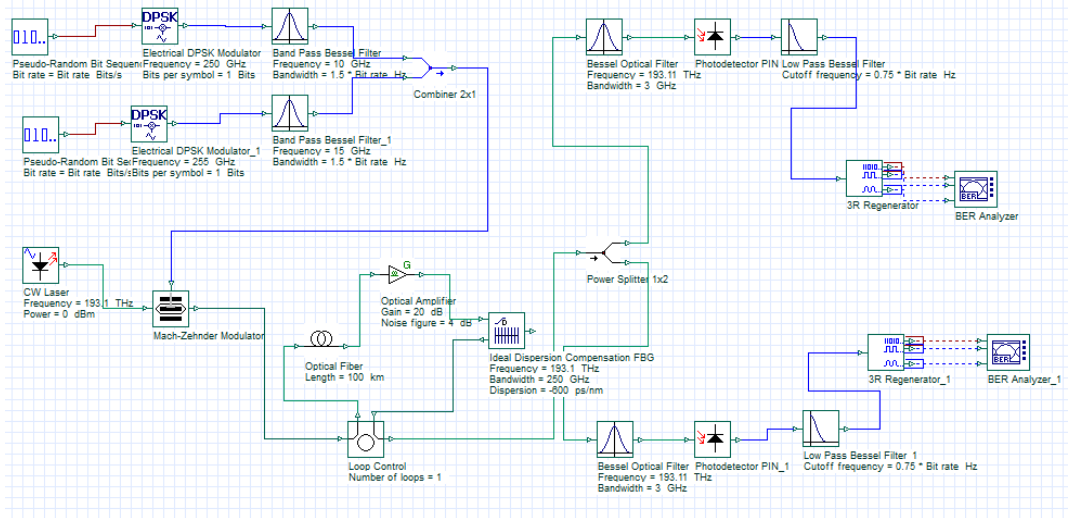 DPSK
Electrical DPSK Modulator
Frequency = 250 GHz
Bits per symbol = 1 Bits
Pseudo-Random Bit Sequen
Bit rate = Bit rate Bits/s
Band Pass Bessel Filter
Frequency = 10 GHz
Bandwidth = 1.5 * Bit rate Hz
Combiner 2x1
DPSK
Electrical DPSK Modulator_1
Frequency = 255 GHz
Bits per symbol = 1 Bits
Pseudo-Random Bit Se
Bit rate = Bit rate Bits/s
Band Pass Bessel Filter_1
Frequency = 15 GHz
Bandwidth = 1.5 * Bit rate Hz
Bessel Optical Filter
Frequency = 193.11 THz
Bandwidth = 3 GHz
Photodetector PIN
Low Pass Bessel Filter
Cutoff frequency = 0.75 * Bit rate Hz
3R Regenerator
BER
BER Analyzer
CW Laser
Frequency = 193.1 THz
Power = 0 dBm
Mach-Zehnder Modulator
G
Optical Amplifier
Gain = 20 dB
Noise figure = 4 dB
Power Splitter 1x2
Optical Fiber
Length = 100 km
Ideal Dispersion Compensation FBG
Frequency = 193.1 THz
Bandwidth = 250 GHz
Dispersion = -600 ps/nm
3R Regenerator_1
BER
BER Analyzer_1
Loop Control
Number of loops = 1
Bessel Optical Filter
Frequency = 193.11 THz
Bandwidth = 3 GHz
Photodetector PIN_1
Low Pass Bessel Filter_1
Cutoff frequency = 0.75 * Bit rate Hz